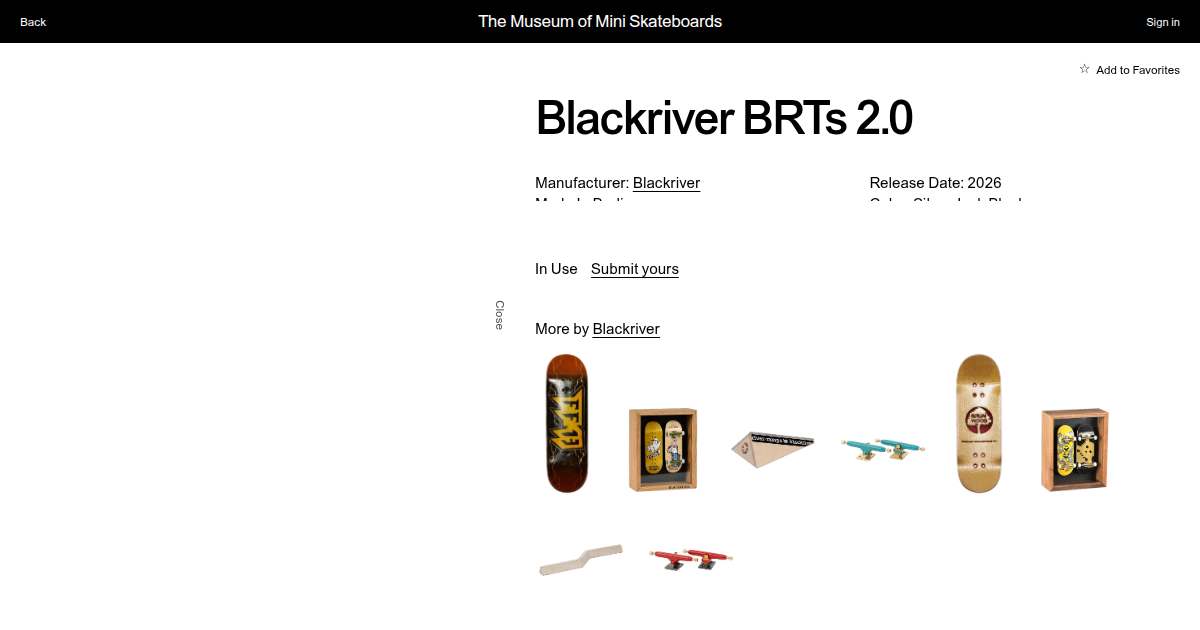 Back
The Museum of Mini Skateboards
Sign in
☆ Add to Favorites
Blackriver BRTs 2.0
Manufacturer: Blackriver
Release Date: 2026
In Use Submit yours
Close
More by Blackriver